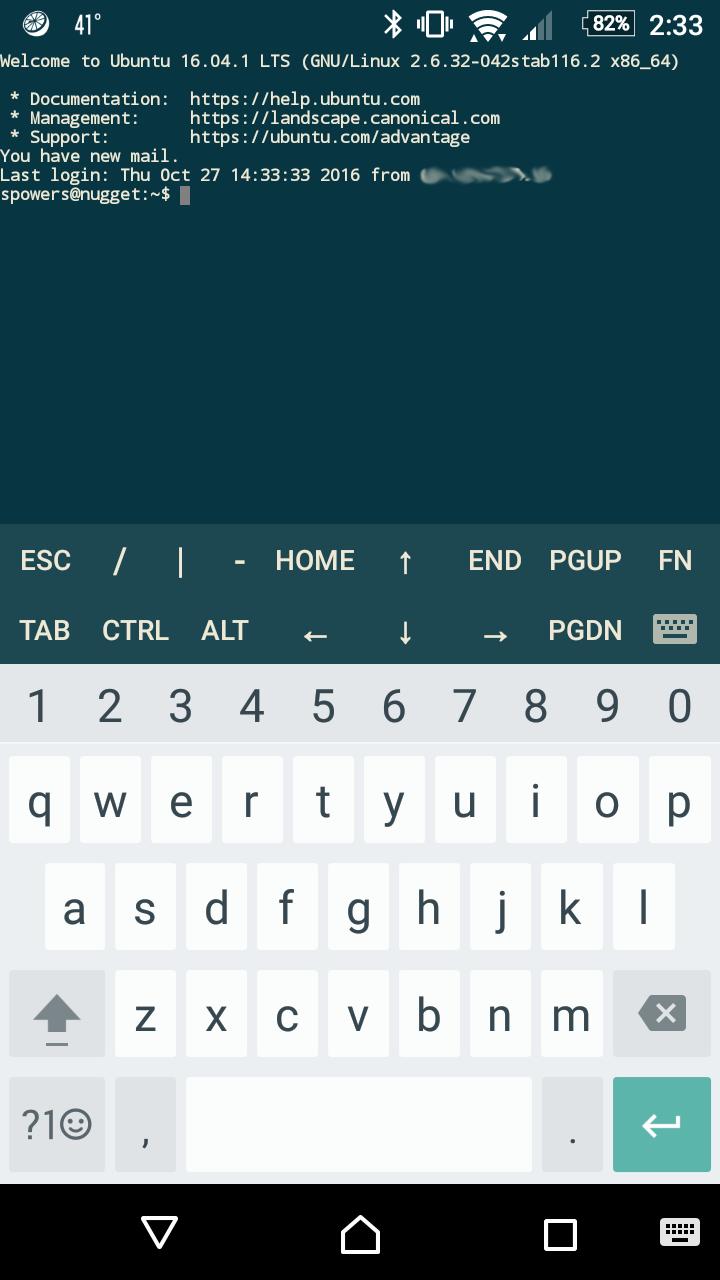 41° 82% 2:33
Welcome to Ubuntu 16.04.1 LTS (GNU/Linux 2.6.32-042stab116.2 x86_64)
* Documentation: https://help.ubuntu.com
* Management: https://landscape.canonical.com
* Support: https://ubuntu.com/advantage
You have new mail.
Last login: Thu Oct 27 14:33:33 2016 from
spowers@nugget:~$
ESC / | - HOME ↑ END PGUP FN
TAB CTRL ALT ← ↓ → PGDN
1 2 3 4 5 6 7 8 9 0
q w e r t y u i o p
a s d f g h j k l
z x c v b n m
?1☺ , .